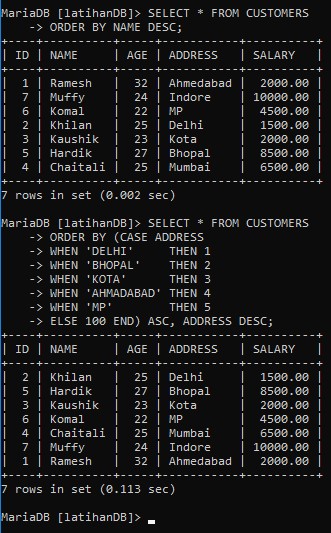 MariaDB [latihanDB]> SELECT * FROM CUSTOMERS
    -> ORDER BY NAME DESC;
+----+----------+-----+-----------+----------+
| ID | NAME     | AGE | ADDRESS   | SALARY   |
+----+----------+-----+-----------+----------+
|  1 | Ramesh   |  32 | Ahmedabad |  2000.00 |
|  7 | Muffy    |  24 | Indore    | 10000.00 |
|  6 | Komal    |  22 | MP        |  4500.00 |
|  2 | Khilan   |  25 | Delhi     |  1500.00 |
|  3 | Kaushik  |  23 | Kota      |  2000.00 |
|  5 | Hardik   |  27 | Bhopal    |  8500.00 |
|  4 | Chaitali |  25 | Mumbai    |  6500.00 |
+----+----------+-----+-----------+----------+
7 rows in set (0.002 sec)

MariaDB [latihanDB]> SELECT * FROM CUSTOMERS
    -> ORDER BY (CASE ADDRESS
    -> WHEN 'DELHI'     THEN 1
    -> WHEN 'BHOPAL'    THEN 2
    -> WHEN 'KOTA'      THEN 3
    -> WHEN 'AHMADABAD' THEN 4
    -> WHEN 'MP'        THEN 5
    -> ELSE 100 END) ASC, ADDRESS DESC;
+----+----------+-----+-----------+----------+
| ID | NAME     | AGE | ADDRESS   | SALARY   |
+----+----------+-----+-----------+----------+
|  2 | Khilan   |  25 | Delhi     |  1500.00 |
|  5 | Hardik   |  27 | Bhopal    |  8500.00 |
|  3 | Kaushik  |  23 | Kota      |  2000.00 |
|  6 | Komal    |  22 | MP        |  4500.00 |
|  4 | Chaitali |  25 | Mumbai    |  6500.00 |
|  7 | Muffy    |  24 | Indore    | 10000.00 |
|  1 | Ramesh   |  32 | Ahmedabad |  2000.00 |
+----+----------+-----+-----------+----------+
7 rows in set (0.113 sec)

MariaDB [latihanDB]>